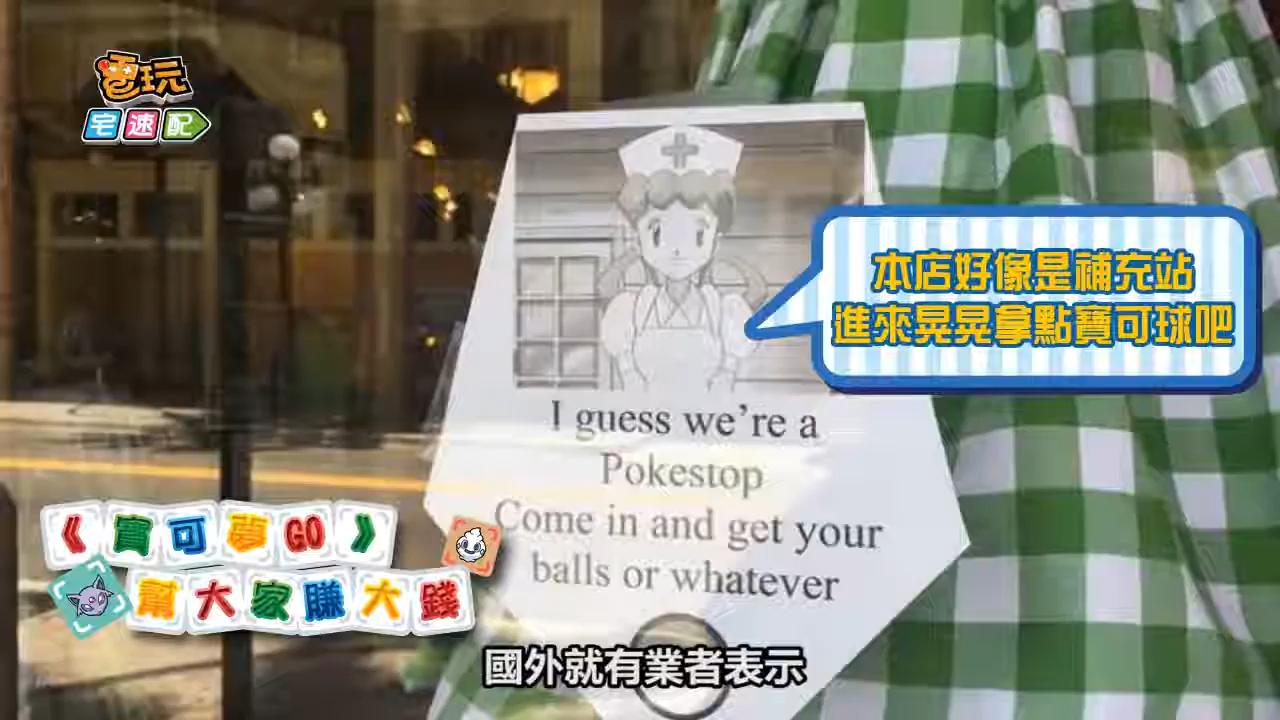 電玩
宅速配
本店好像是補充站
進來晃晃拿點寶可球吧
I guess we're a
Pokestop
Come in and get your
balls or whatever
《寶可夢GO》
幫大家賺大錢
國外就有業者表示